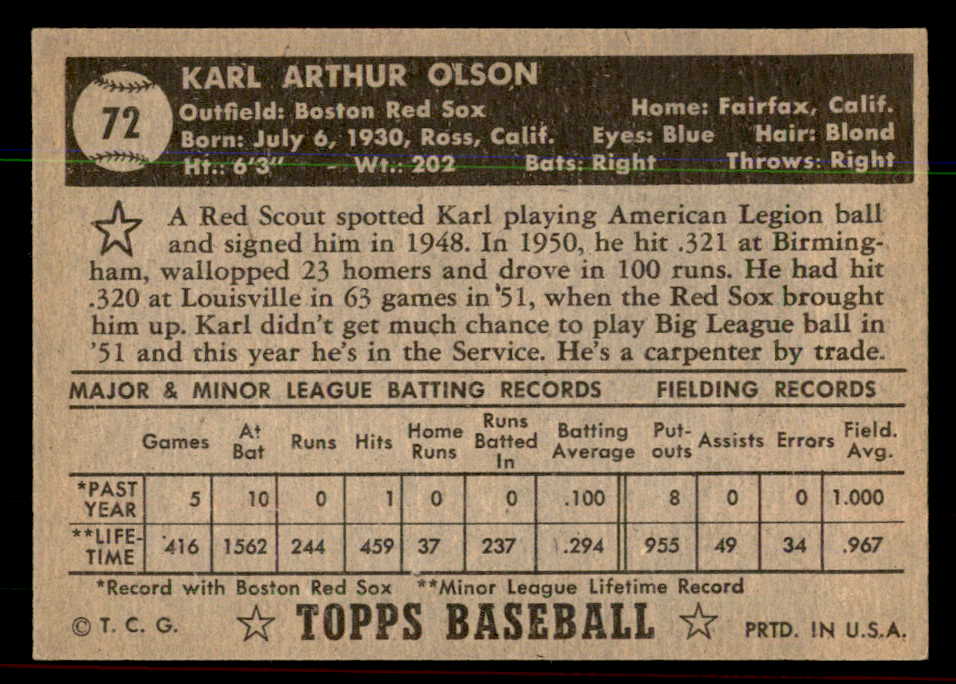 72
KARL ARTHUR OLSON
Outfield: Boston Red Sox Home: Fairfax, Calif.
Born: July 6, 1930, Ross, Calif. Eyes: Blue Hair: Blond
Ht.: 6'3" Wt.: 202 Bats: Right Throws: Right
A Red Scout spotted Karl playing American Legion ball
and signed him in 1948. In 1950, he hit .321 at Birming-
ham, wallopped 23 homers and drove in 100 runs. He had hit
.320 at Louisville in 63 games in '51, when the Red Sox brought
him up. Karl didn't get much chance to play Big League ball in
'51 and this year he's in the Service. He's a carpenter by trade.
MAJOR & MINOR LEAGUE BATTING RECORDS FIELDING RECORDS
Games At Bat Runs Hits Home Runs Runs Batted In Batting Average Put-outs Assists Errors Field. Avg.
*PAST YEAR 5 10 0 1 0 0 .100 8 0 0 1.000
**LIFE-TIME 416 1562 244 459 37 237 .294 955 49 34 .967
*Record with Boston Red Sox **Minor League Lifetime Record
© T. C. G. TOPPS BASEBALL PRTD. IN U.S.A.